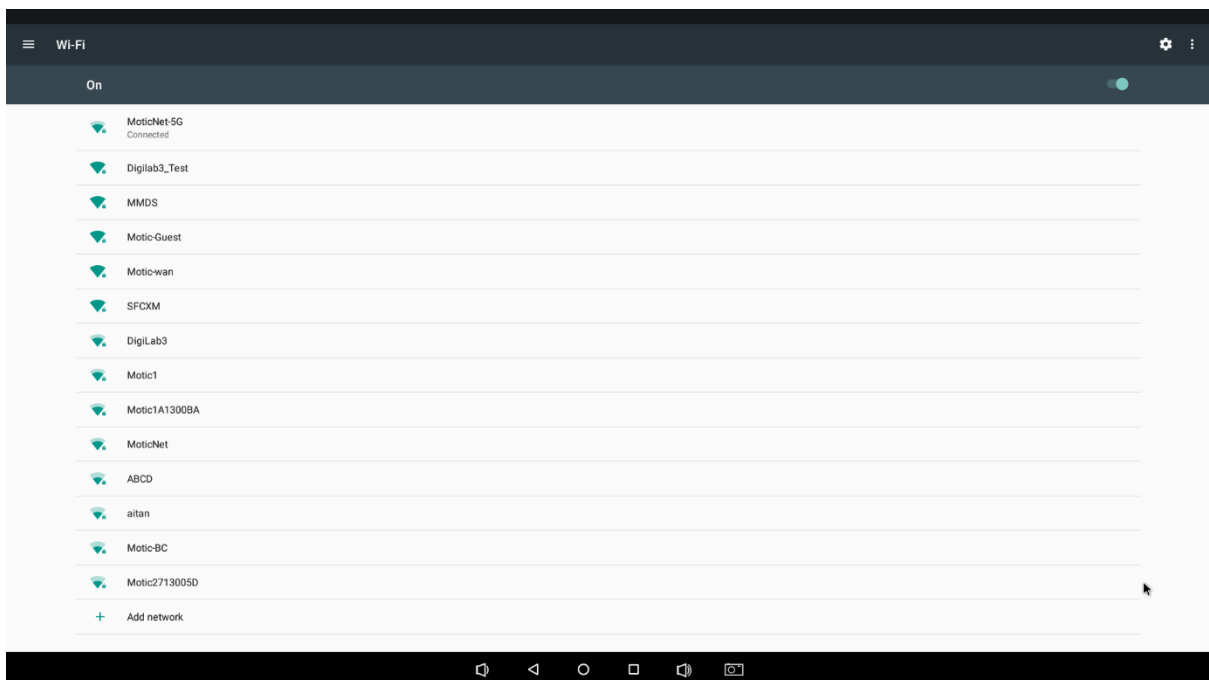 Wi-Fi
On
MoticNet-5G
Connected
Digilab3_Test
MMDS
Motic-Guest
Motic-wan
SFCXM
DigiLab3
Motic1
Motic1A1300BA
MoticNet
ABCD
aitan
Motic-BC
Motic2713005D
Add network